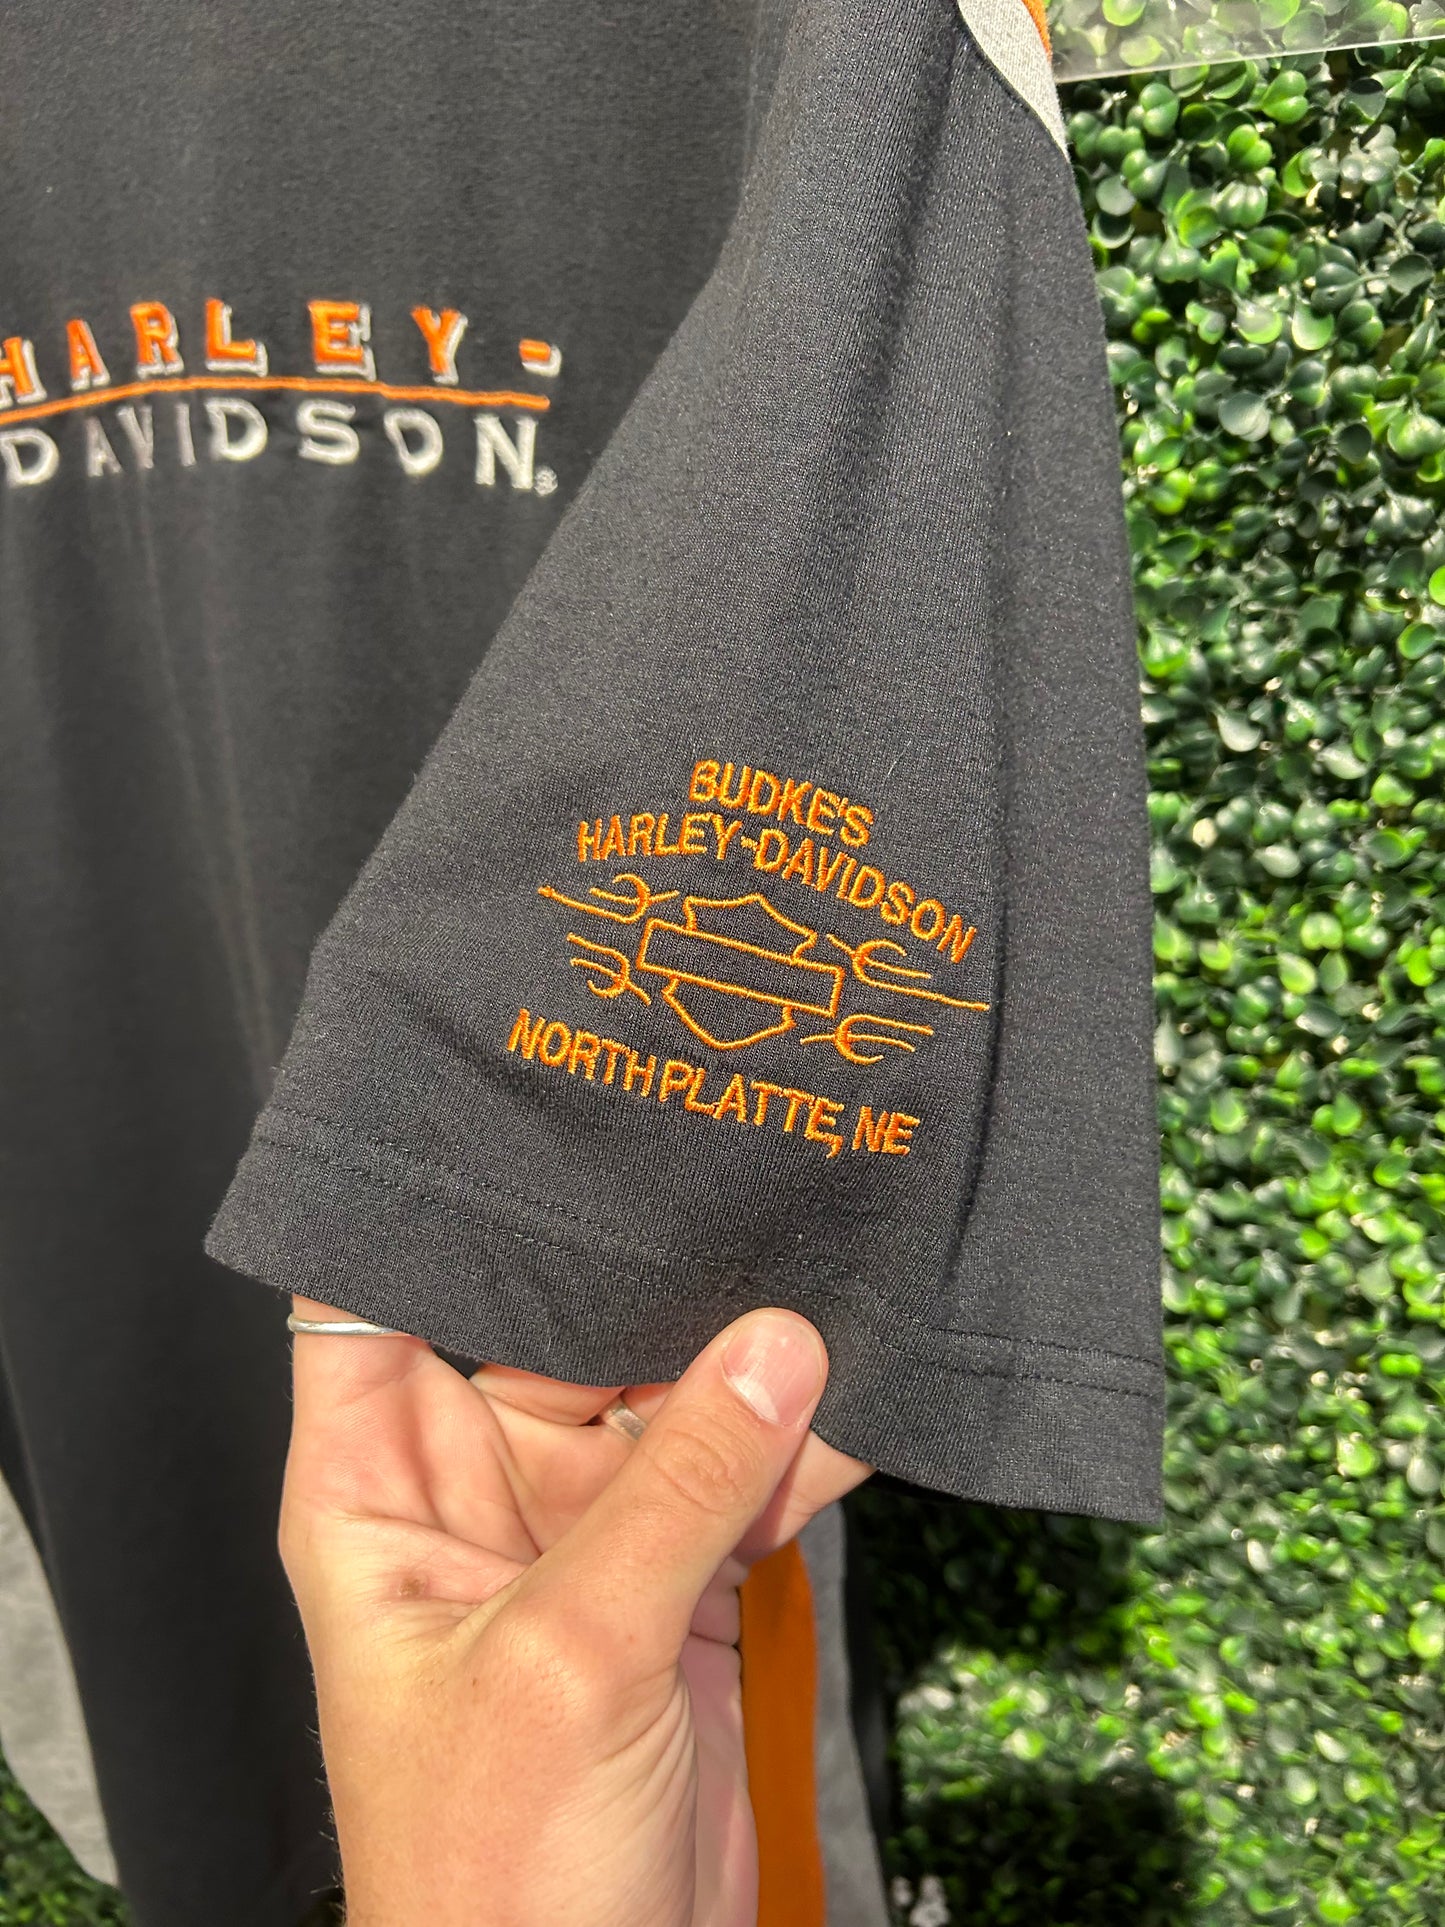 HARLEY-
DAVIDSON
BUDKE'S
HARLEY-DAVIDSON
NORTH PLATTE, NE